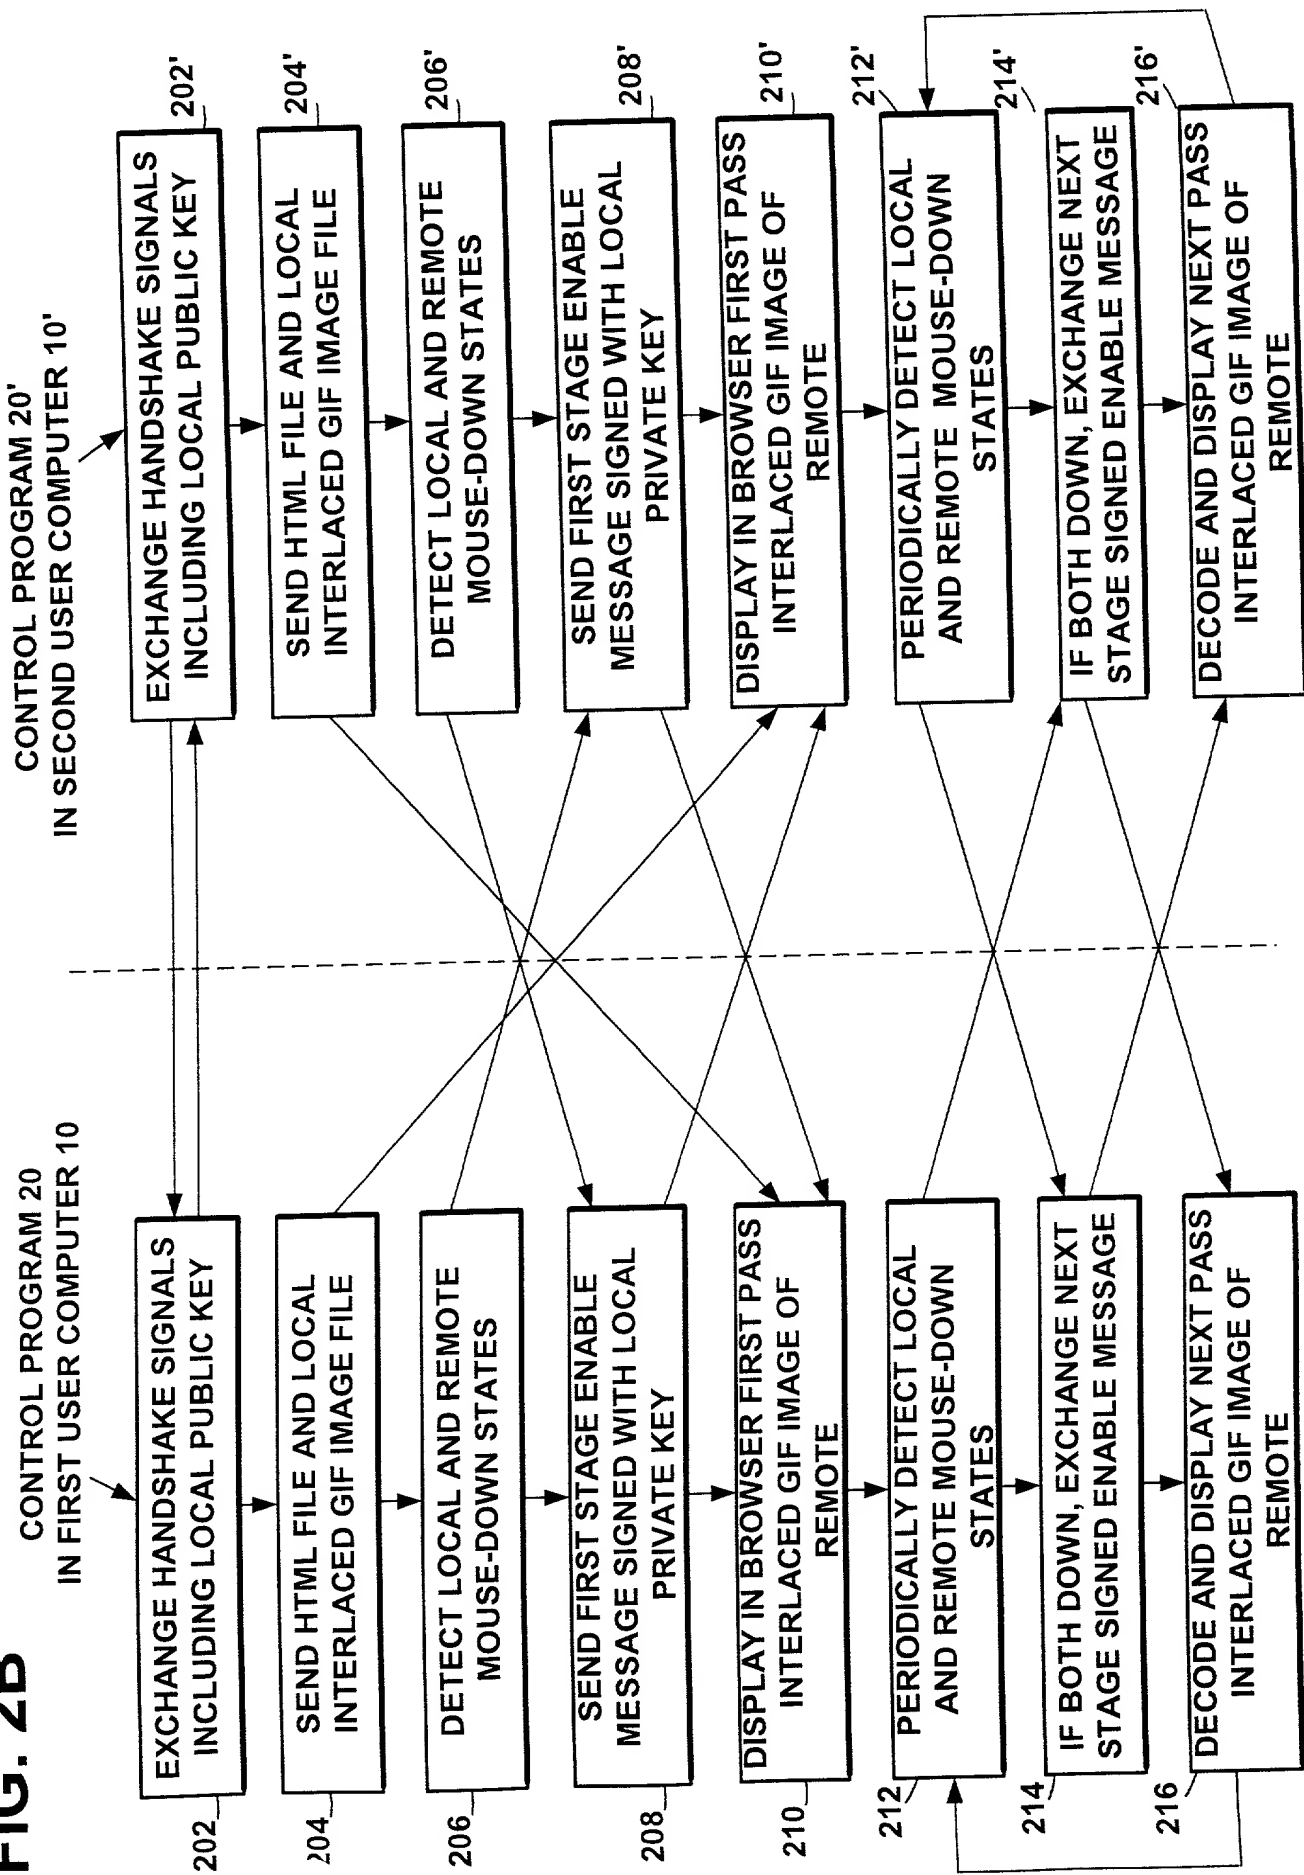 FIG. 2B
CONTROL PROGRAM 20
IN FIRST USER COMPUTER 10
202
EXCHANGE HANDSHAKE SIGNALS
INCLUDING LOCAL PUBLIC KEY
204
SEND HTML FILE AND LOCAL
INTERLACED GIF IMAGE FILE
206
DETECT LOCAL AND REMOTE
MOUSE-DOWN STATES
208
SEND FIRST STAGE ENABLE
MESSAGE SIGNED WITH LOCAL
PRIVATE KEY
210
DISPLAY IN BROWSER FIRST PASS
INTERLACED GIF IMAGE OF
REMOTE
212
PERIODICALLY DETECT LOCAL
AND REMOTE MOUSE-DOWN
STATES
214
IF BOTH DOWN, EXCHANGE NEXT
STAGE SIGNED ENABLE MESSAGE
216
DECODE AND DISPLAY NEXT PASS
INTERLACED GIF IMAGE OF
REMOTE
CONTROL PROGRAM 20'
IN SECOND USER COMPUTER 10'
EXCHANGE HANDSHAKE SIGNALS
INCLUDING LOCAL PUBLIC KEY
202'
SEND HTML FILE AND LOCAL
INTERLACED GIF IMAGE FILE
204'
DETECT LOCAL AND REMOTE
MOUSE-DOWN STATES
206'
SEND FIRST STAGE ENABLE
MESSAGE SIGNED WITH LOCAL
PRIVATE KEY
208'
DISPLAY IN BROWSER FIRST PASS
INTERLACED GIF IMAGE OF
REMOTE
210'
PERIODICALLY DETECT LOCAL
AND REMOTE MOUSE-DOWN
STATES
212'
IF BOTH DOWN, EXCHANGE NEXT
STAGE SIGNED ENABLE MESSAGE
214'
DECODE AND DISPLAY NEXT PASS
INTERLACED GIF IMAGE OF
REMOTE
216'